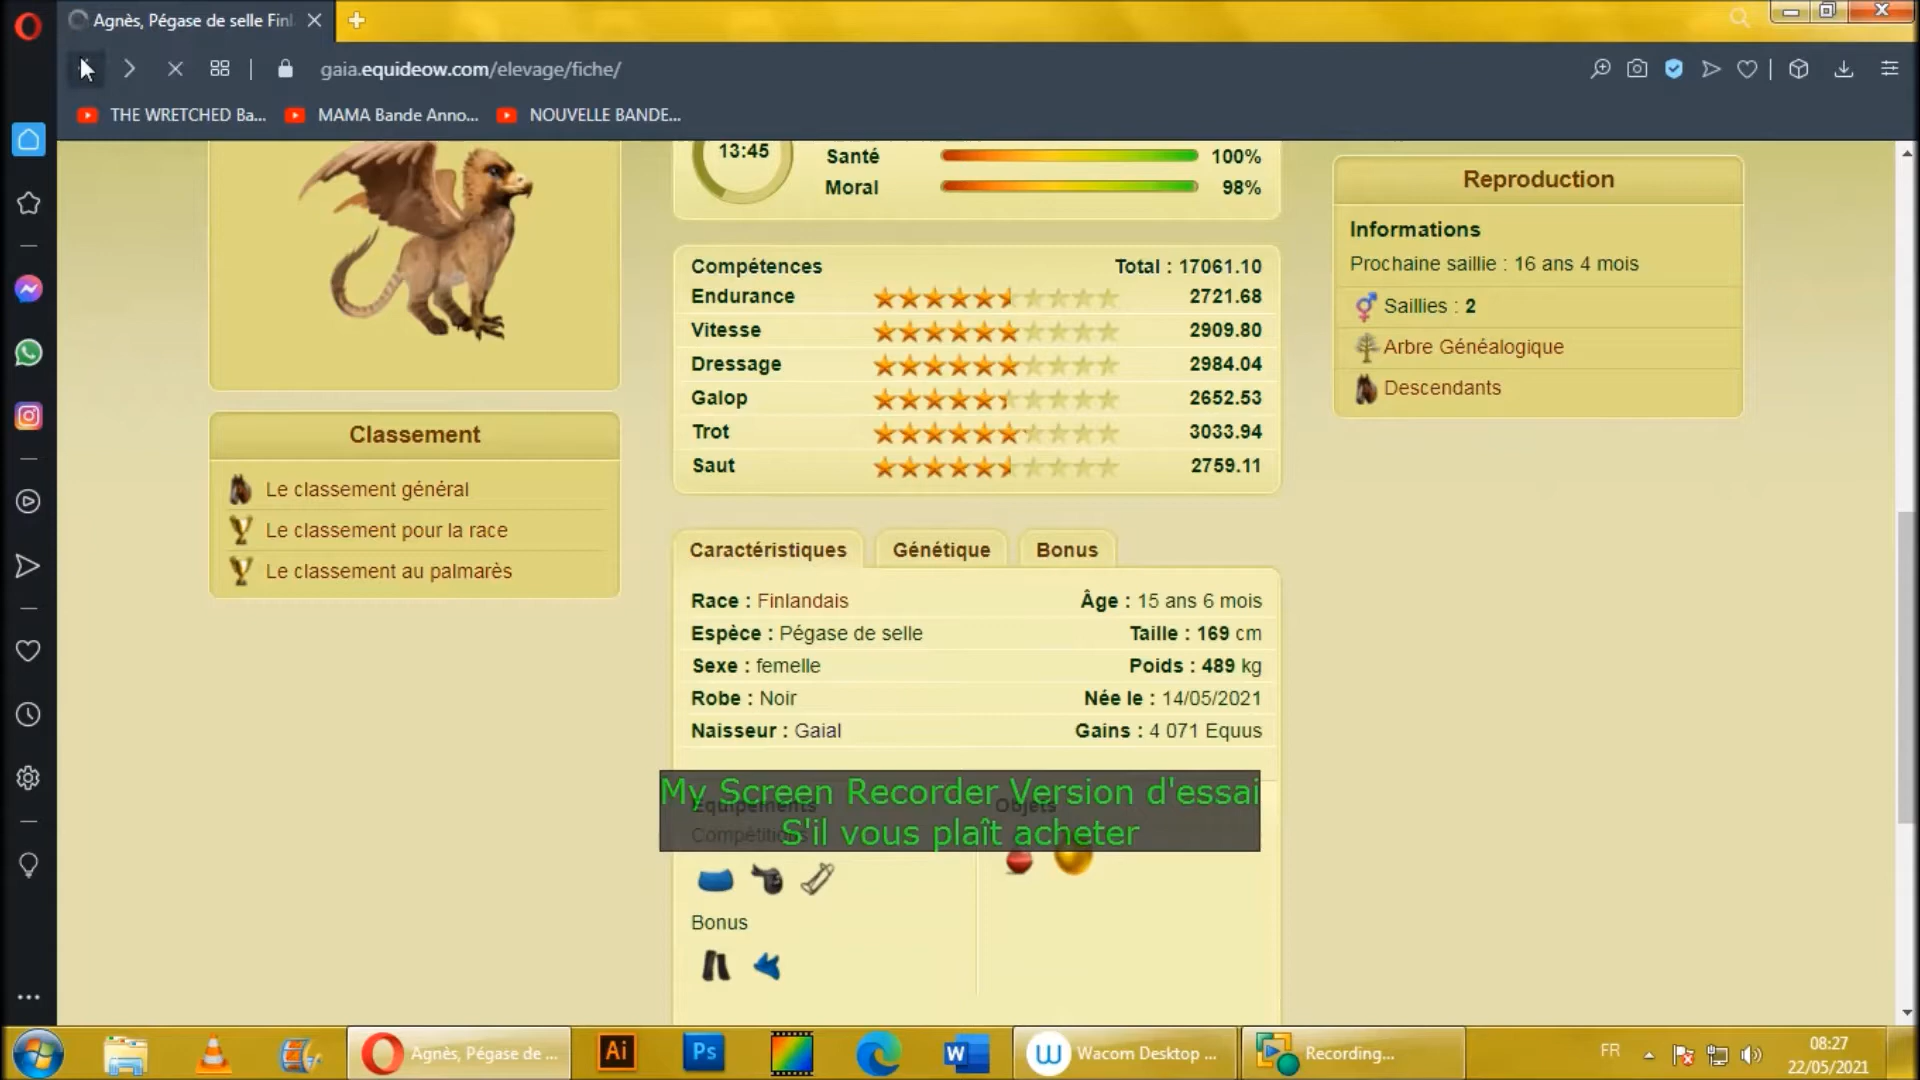 Agnès, Pégase de selle Finl
gaia.equideow.com/elevage/fiche/
THE WRETCHED Ba...
MAMA Bande Anno...
NOUVELLE BANDE...
13:45
Santé 100%
Moral 98%
Compétences Total : 17061.10
Endurance 2721.68
Vitesse 2909.80
Dressage 2984.04
Galop 2652.53
Trot 3033.94
Saut 2759.11
Reproduction
Informations
Prochaine saillie : 16 ans 4 mois
Saillies : 2
Arbre Généalogique
Descendants
Classement
Le classement général
Le classement pour la race
Le classement au palmarès
Caractéristiques Génétique Bonus
Race : Finlandais Âge : 15 ans 6 mois
Espèce : Pégase de selle Taille : 169 cm
Sexe : femelle Poids : 489 kg
Robe : Noir Née le : 14/05/2021
Naisseur : Gaial Gains : 4 071 Equus
My Screen Recorder Version d'essai
S'il vous plaît acheter
Equipements Objets
Compétitions
Bonus
Agnès, Pégase de ...
Ai
Ps
W
Wacom Desktop ...
Recording...
FR
08:27
22/05/2021